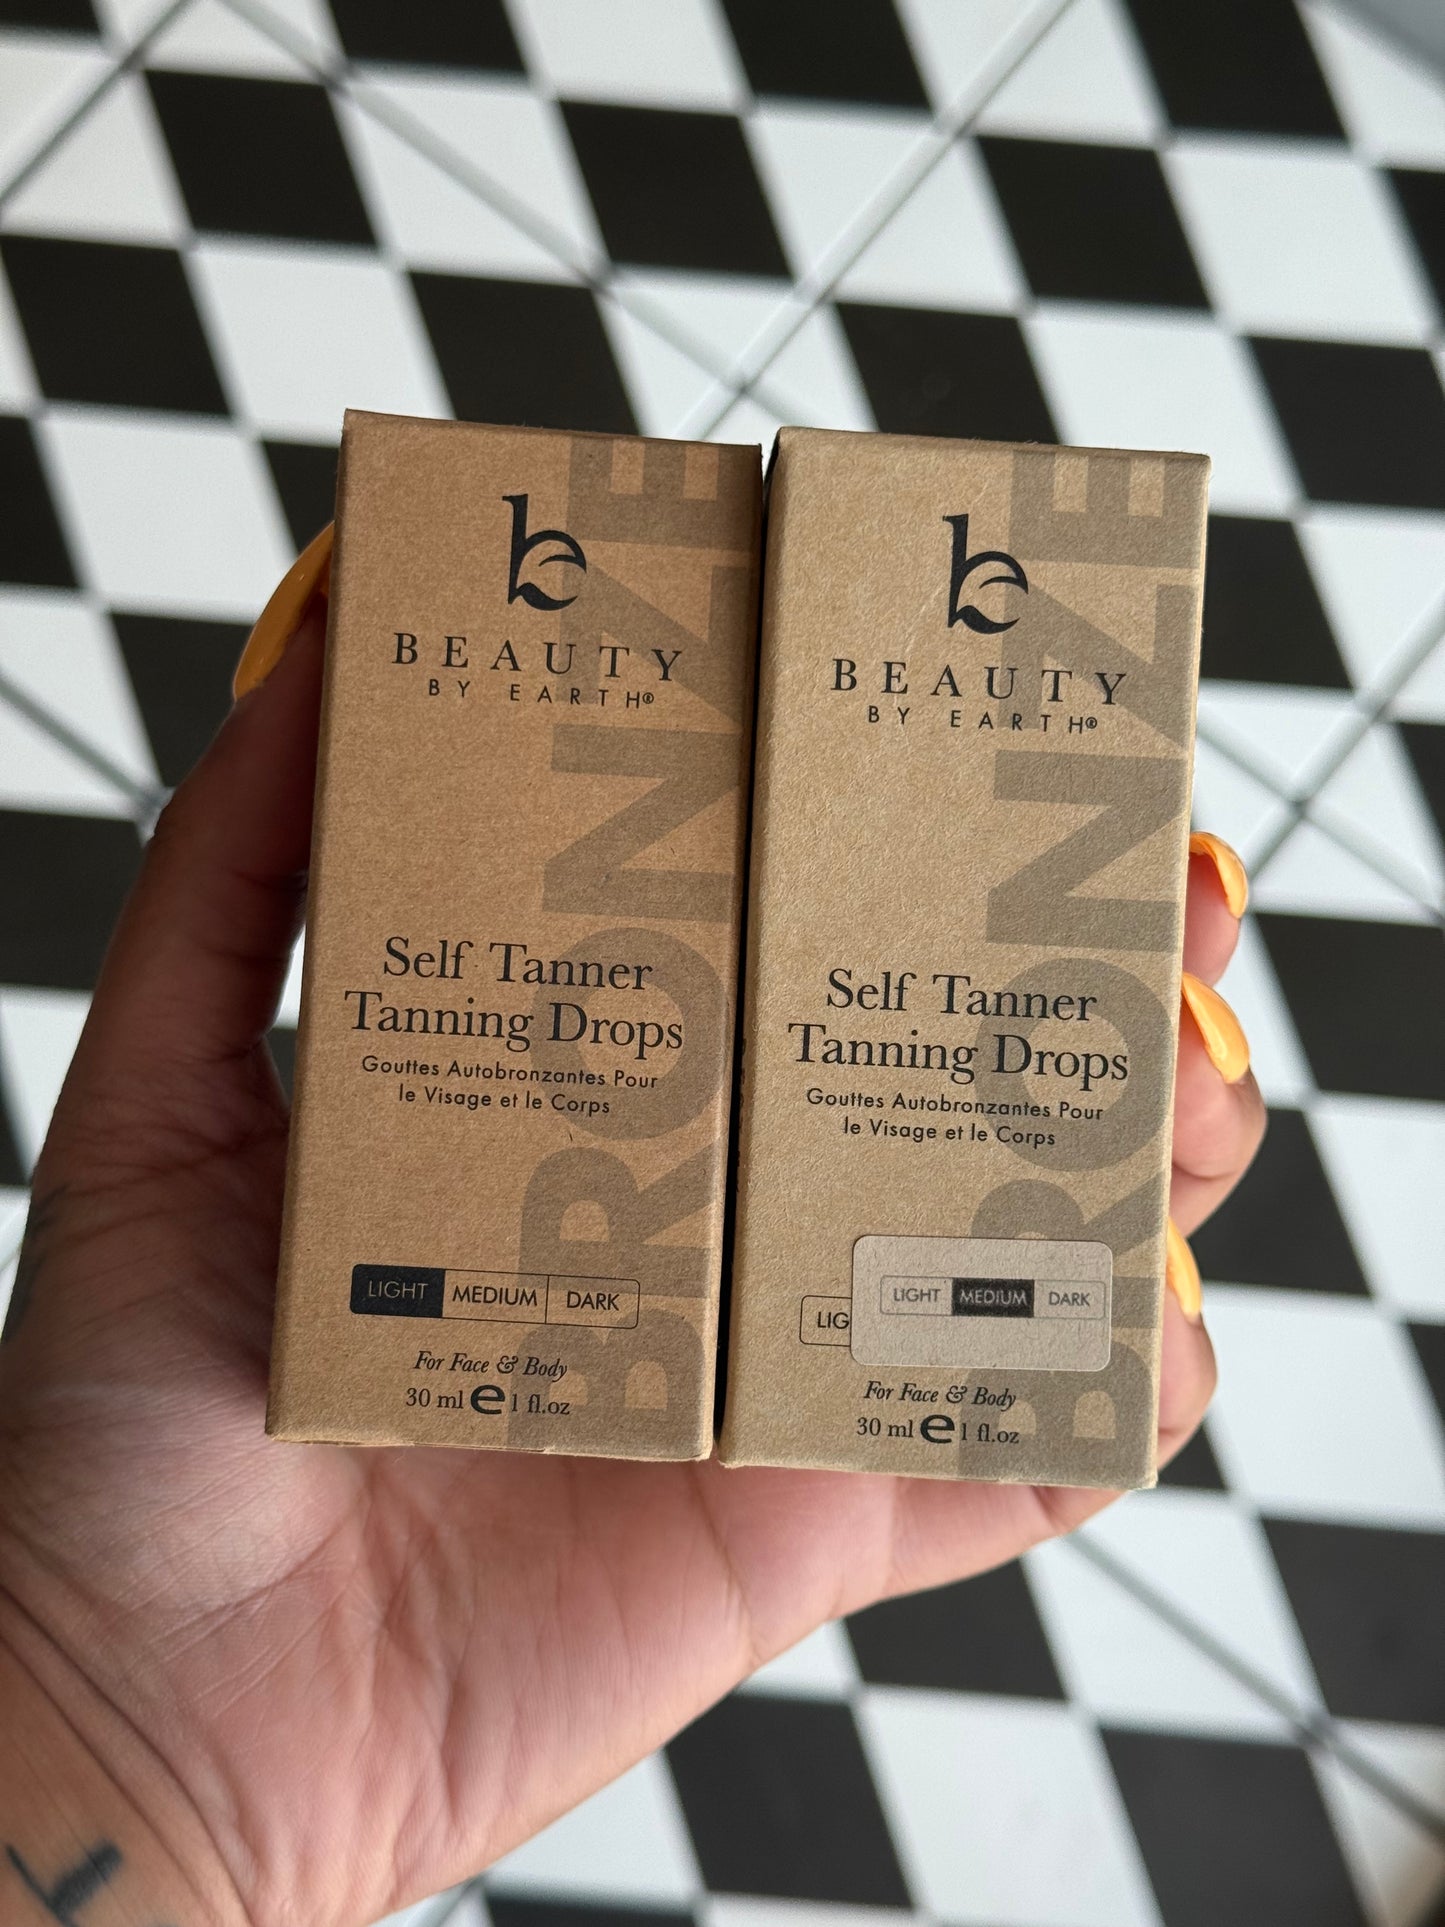 BRONZE
BEAUTY
BY EARTH®
Self Tanner
Tanning Drops
Gouttes Autobronzantes Pour
le Visage et le Corps
LIGHT MEDIUM DARK
For Face & Body
30 ml e 1 fl.oz
BRONZE
BEAUTY
BY EARTH®
Self Tanner
Tanning Drops
Gouttes Autobronzantes Pour
le Visage et le Corps
LIGHT MEDIUM DARK
LIG
For Face & Body
30 ml e 1 fl.oz